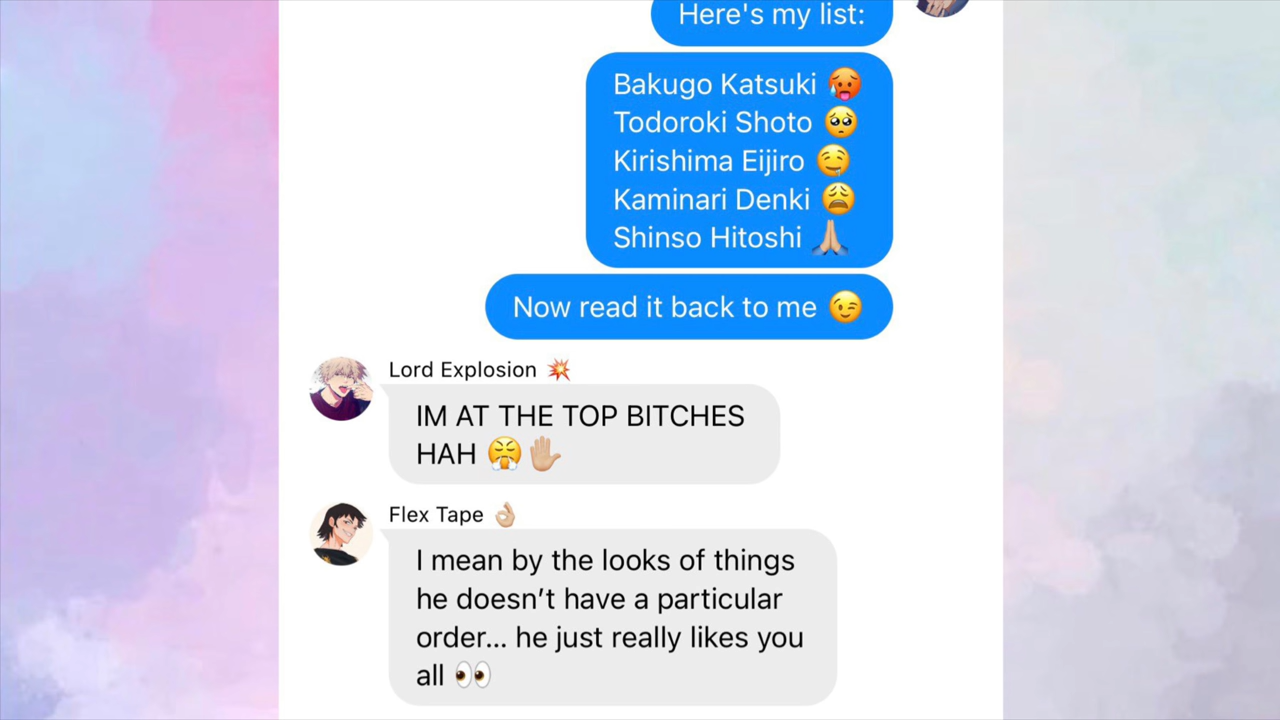 Here's my list:
Bakugo Katsuki 🥵
Todoroki Shoto 🥺
Kirishima Eijiro 🤤
Kaminari Denki 😩
Shinso Hitoshi 🙏🏼
Now read it back to me 😉
Lord Explosion 💥
IM AT THE TOP BITCHES
HAH 😤✋🏼
Flex Tape 👌🏼
I mean by the looks of things
he doesn’t have a particular
order... he just really likes you
all 👀